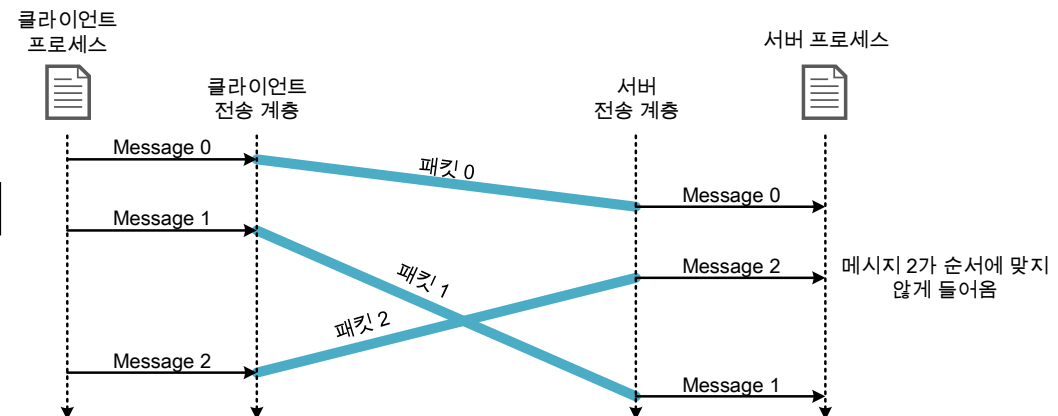 클라이언트
프로세스
서버 프로세스
클라이언트
전송 계층
서버
전송 계층
Message 0
패킷 0
Message 0
Message 1
패킷 1
Message 2
메시지 2가 순서에 맞지
않게 들어옴
패킷 2
Message 2
Message 1